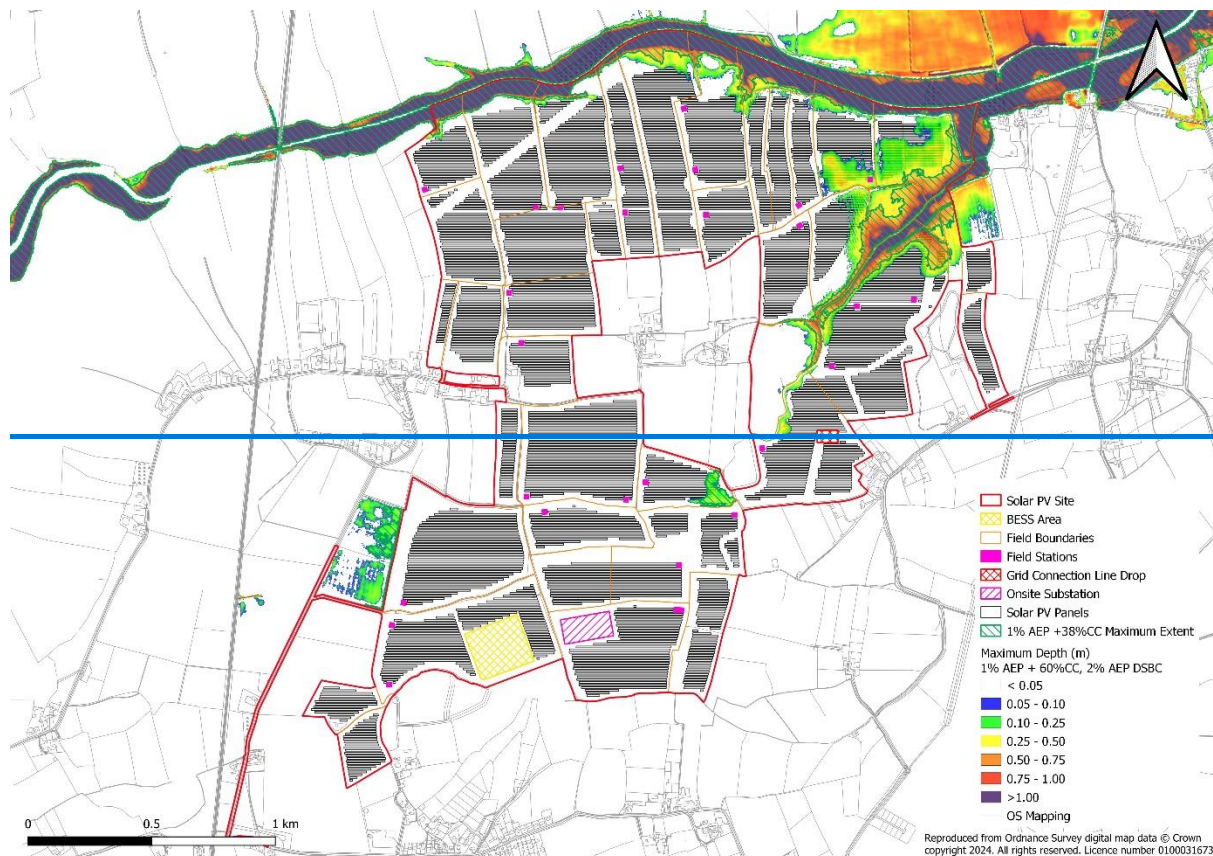 Solar PV Site
BESS Area
Field Boundaries
Field Stations
Grid Connection Line Drop
Onsite Substation
Solar PV Panels
1% AEP +38%CC Maximum Extent
Maximum Depth (m)
1% AEP + 60%CC, 2% AEP DSBC
< 0.05
0.05 - 0.10
0.10 - 0.25
0.25 - 0.50
0.50 - 0.75
0.75 - 1.00
>1.00
OS Mapping
0 0.5 1 km
Reproduced from Ordnance Survey digital map data © Crown
copyright 2024. All rights reserved. Licence number 0100031673